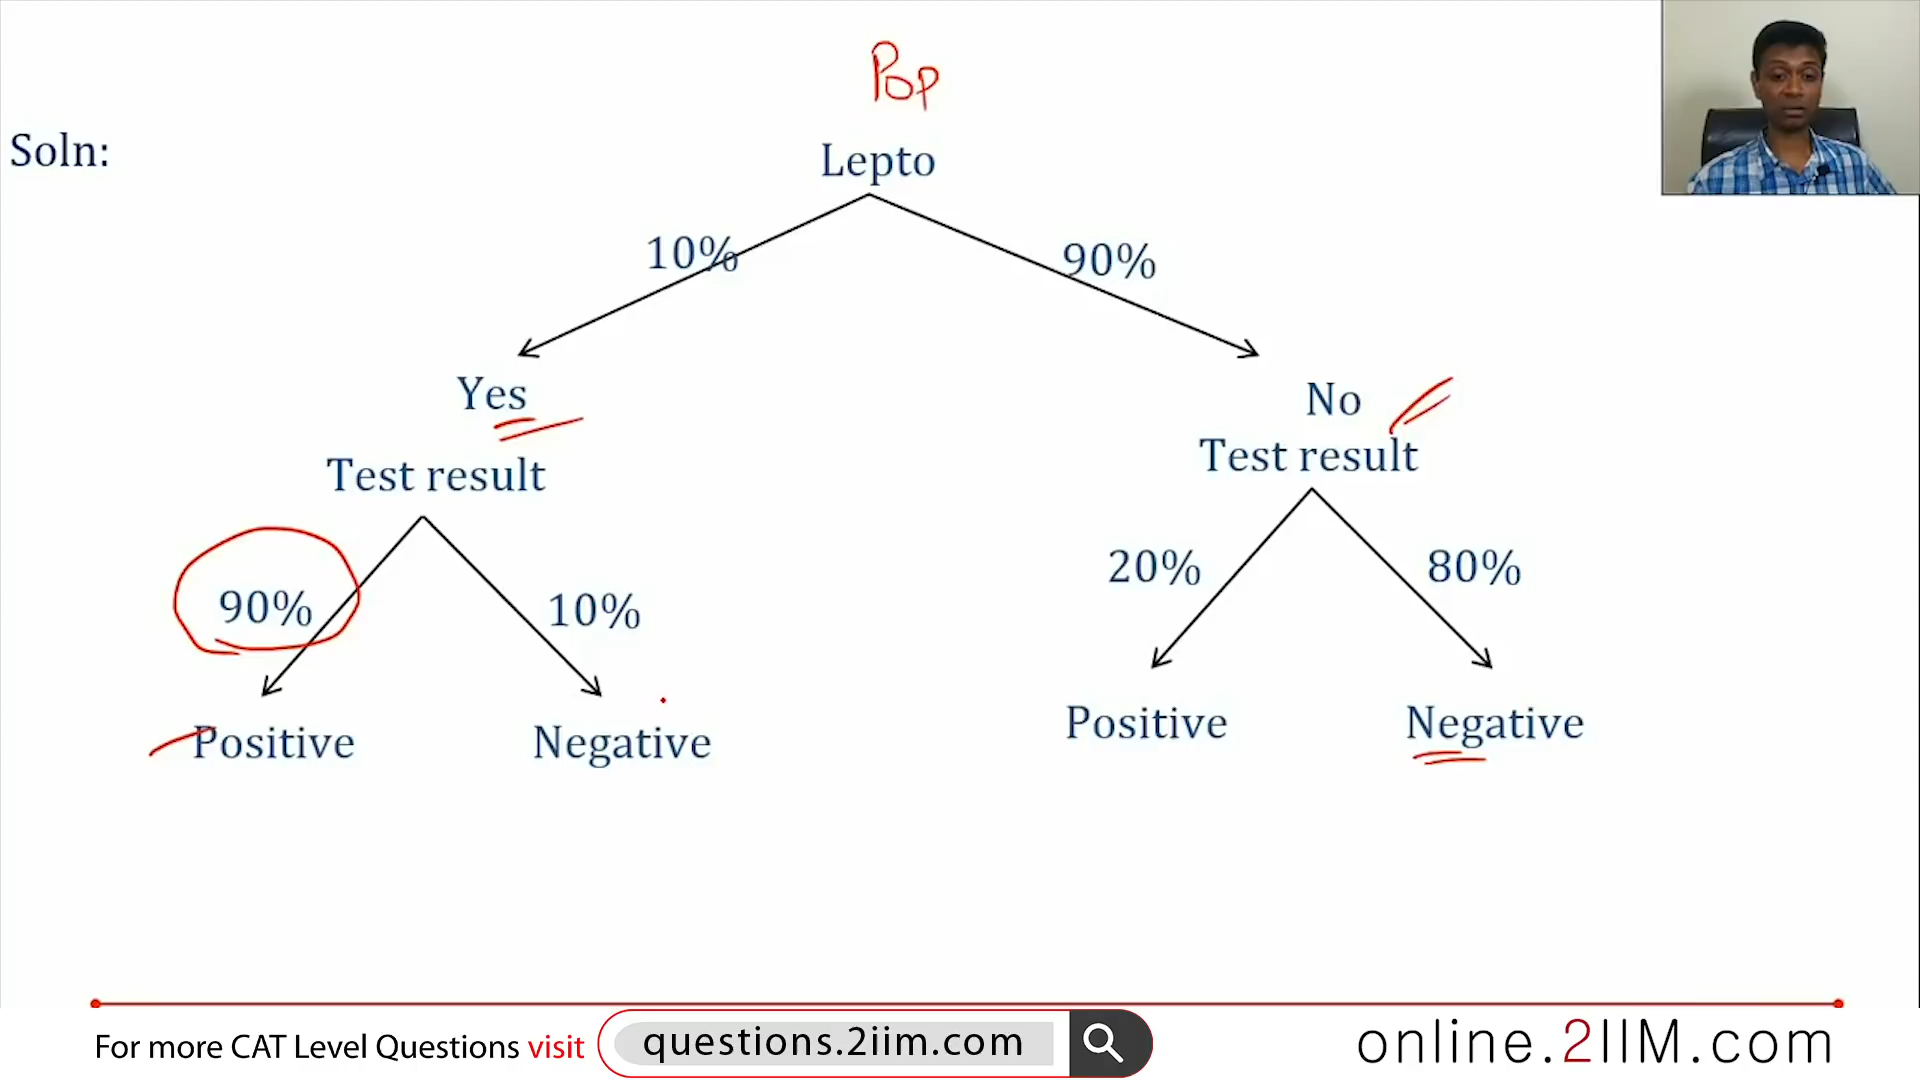 Pop
Soln:
Lepto
10%
90%
Yes
No
Test result
Test result
90%
10%
20%
80%
Positive
Negative
Positive
Negative
For more CAT Level Questions visit
questions.2iim.com
online.2IIM.com